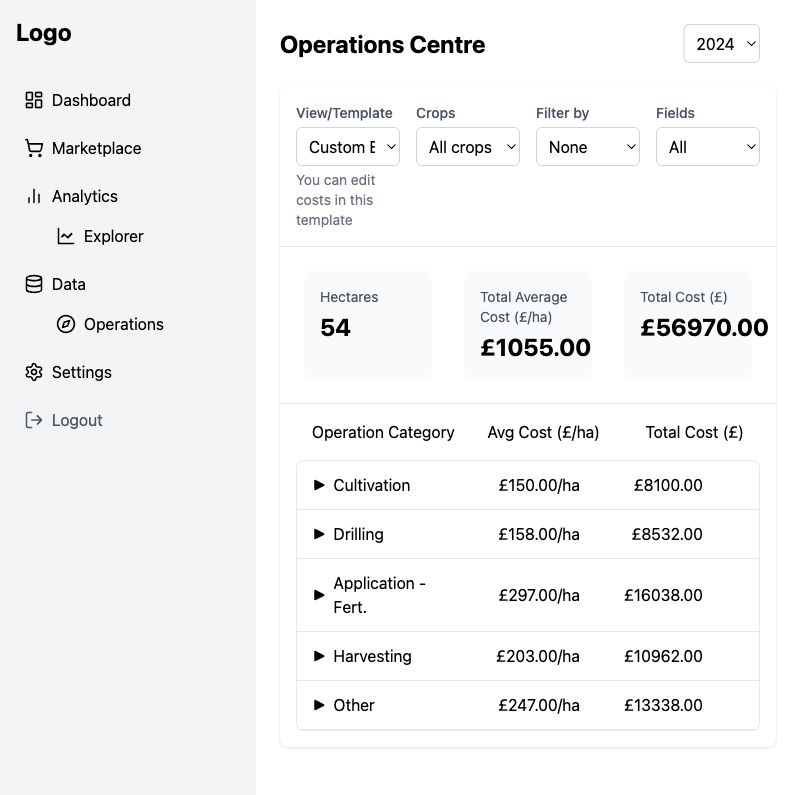 Logo
Dashboard
Marketplace
Analytics
Explorer
Data
Operations
Settings
Logout
Operations Centre
2024
View/Template
Crops
Filter by
Fields
Custom E
All crops
None
All
You can edit
costs in this
template
Hectares
54
Total Average
Cost (£/ha)
£1055.00
Total Cost (£)
£56970.00
Operation Category Avg Cost (£/ha) Total Cost (£)
Cultivation £150.00/ha £8100.00
Drilling £158.00/ha £8532.00
Application -
Fert.
£297.00/ha £16038.00
Harvesting £203.00/ha £10962.00
Other £247.00/ha £13338.00